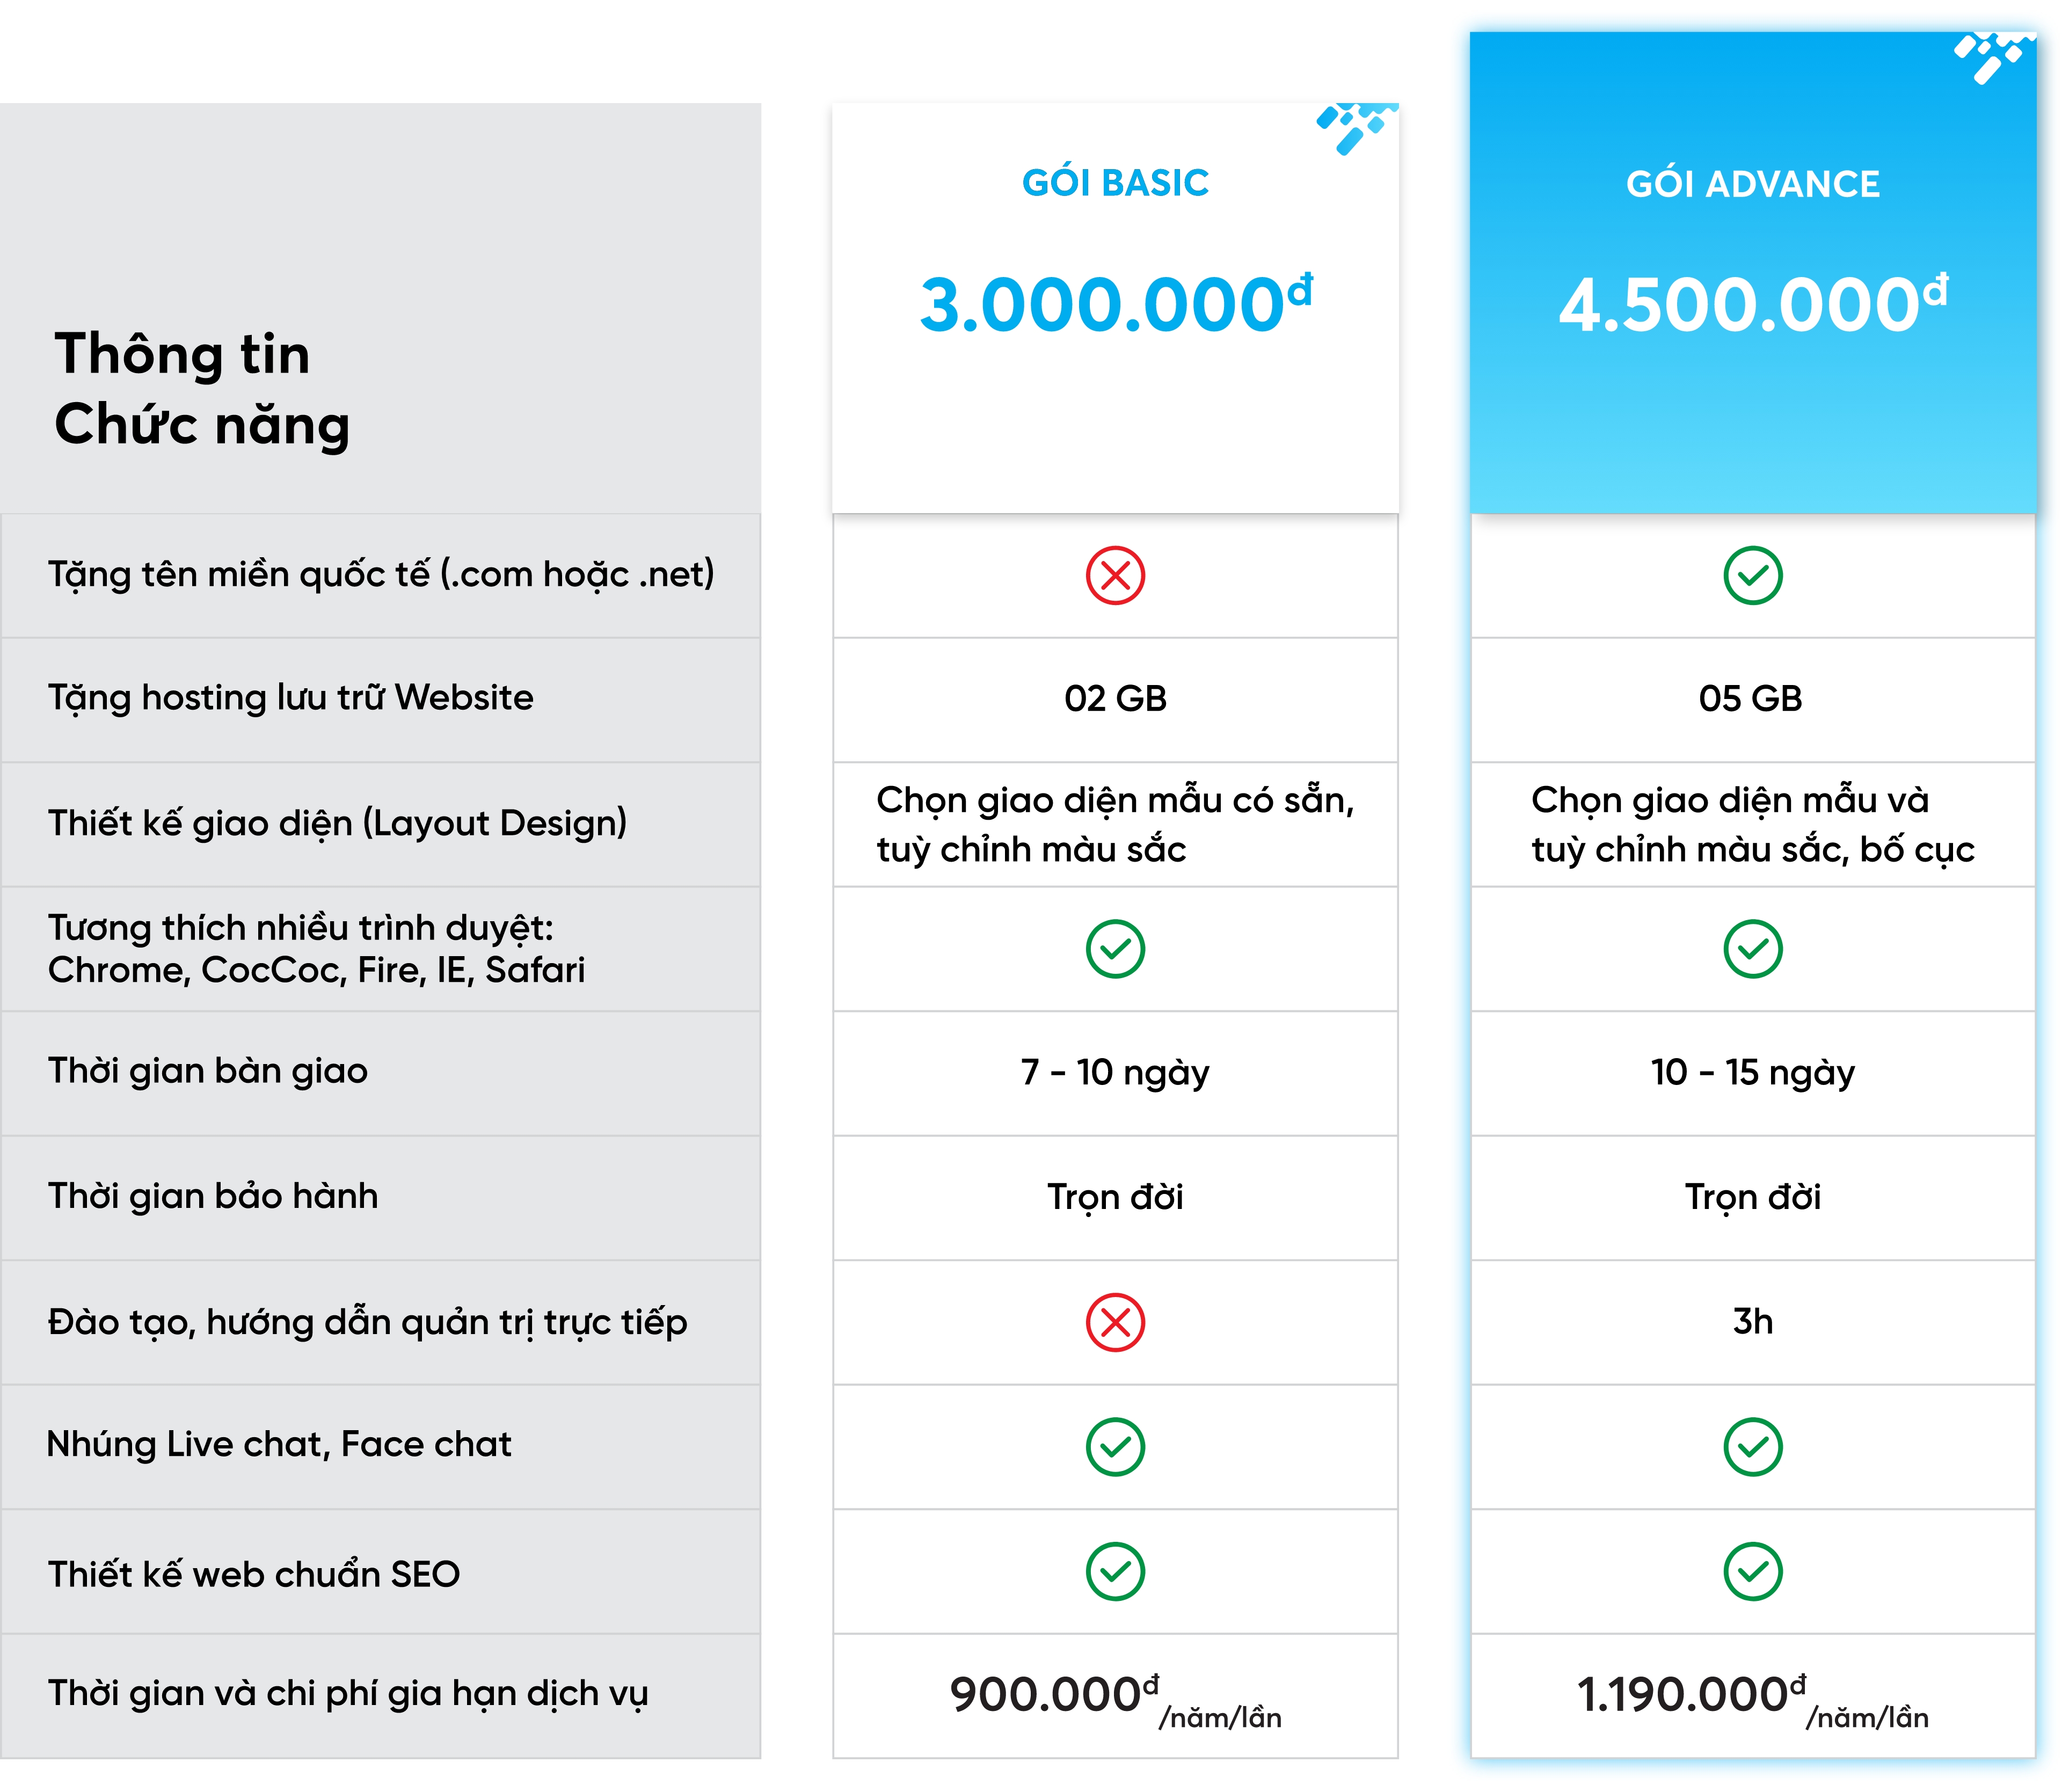 GÓI BASIC
GÓI ADVANCE
3.000.000đ
4.500.000đ
Thông tin
Chức năng
Tặng tên miền quốc tế (.com hoặc .net)
Tặng hosting lưu trữ Website
02 GB
05 GB
Thiết kế giao diện (Layout Design)
Chọn giao diện mẫu có sẵn,
tuỳ chỉnh màu sắc
Chọn giao diện mẫu và
tuỳ chỉnh màu sắc, bố cục
Tương thích nhiều trình duyệt:
Chrome, CocCoc, Fire, IE, Safari
Thời gian bàn giao
7 - 10 ngày
10 - 15 ngày
Thời gian bảo hành
Trọn đời
Trọn đời
Đào tạo, hướng dẫn quản trị trực tiếp
3h
Nhúng Live chat, Face chat
Thiết kế web chuẩn SEO
Thời gian và chi phí gia hạn dịch vụ
900.000đ/năm/lần
1.190.000đ/năm/lần